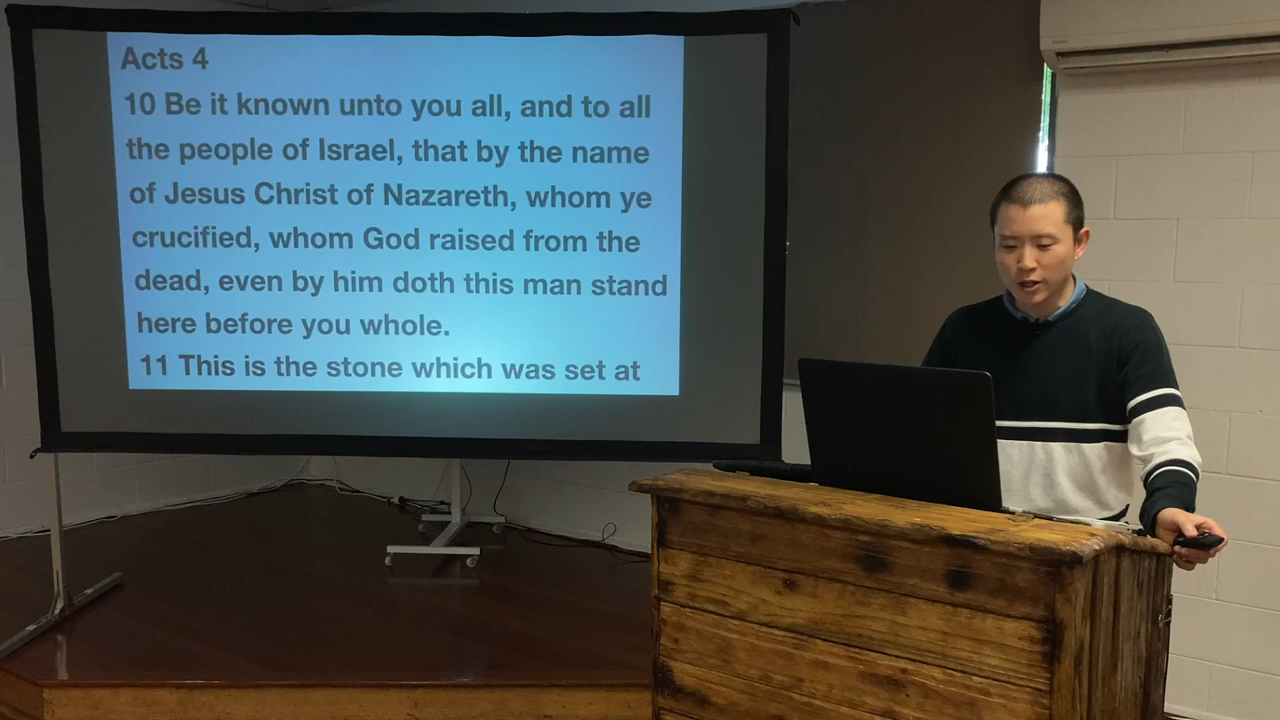 Acts 4
10 Be it known unto you all, and to all
the people of Israel, that by the name
of Jesus Christ of Nazareth, whom ye
crucified, whom God raised from the
dead, even by him doth this man stand
here before you whole.
11 This is the stone which was set at